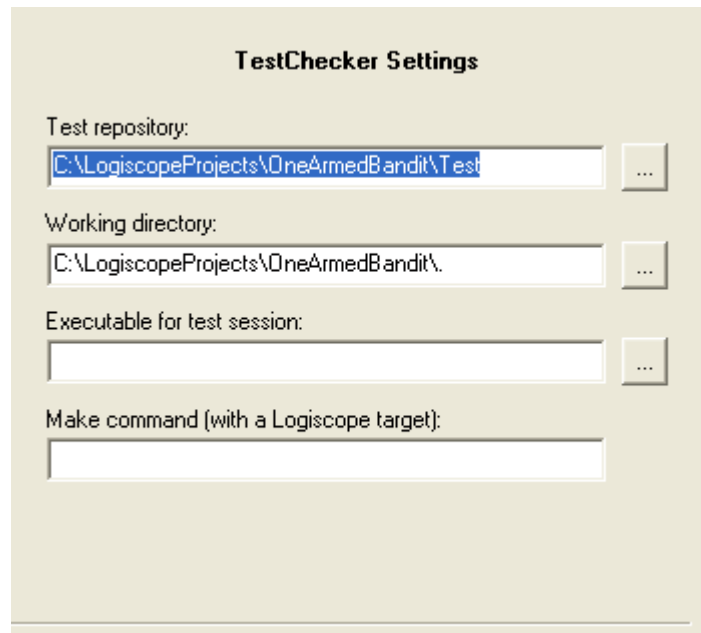 TestChecker Settings
Test repository:
C:\LogiscopeProjects\OneArmedBandit\Test
...
Working directory:
C:\LogiscopeProjects\OneArmedBandit\.
...
Executable for test session:
...
Make command (with a Logiscope target):